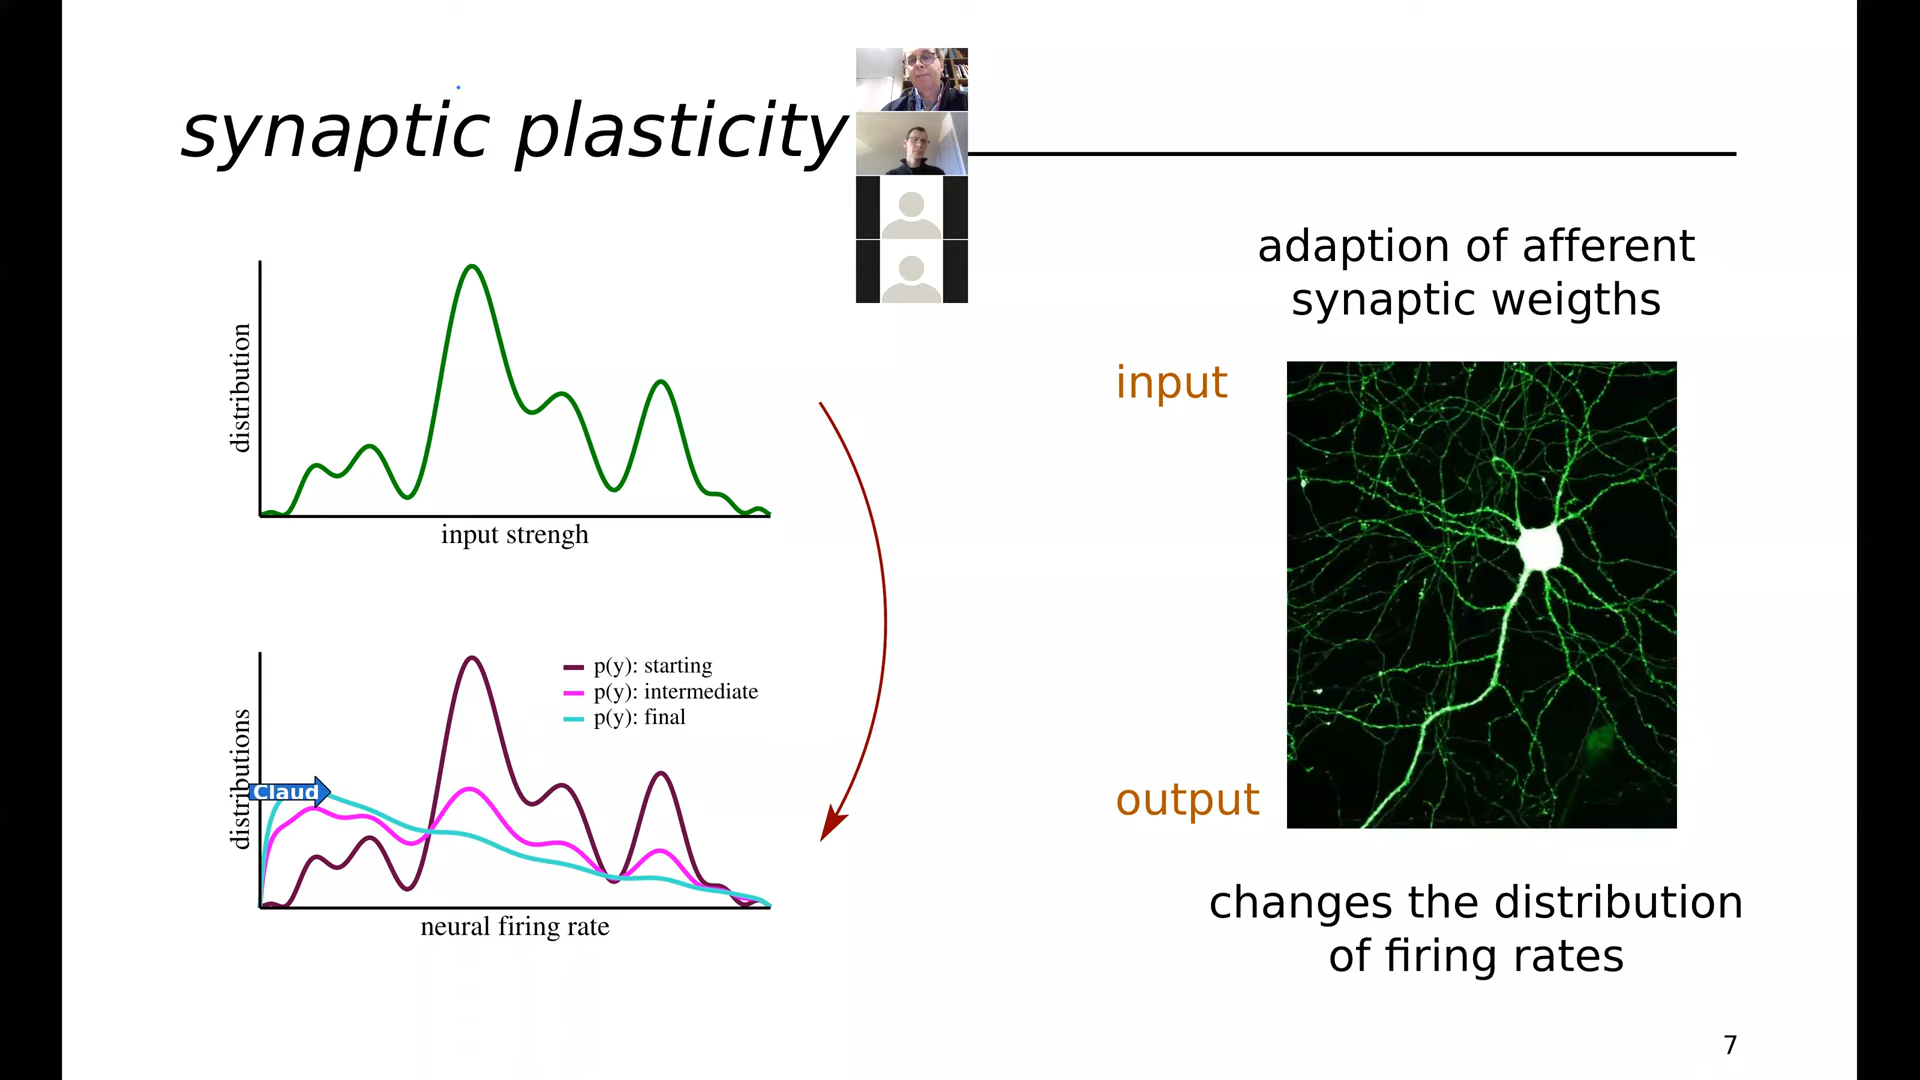 synaptic plasticity
distribution
input strengh
distributions
p(y): starting
p(y): intermediate
p(y): final
Claud
neural firing rate
adaption of afferent
synaptic weigths
input
output
changes the distribution
of firing rates
7